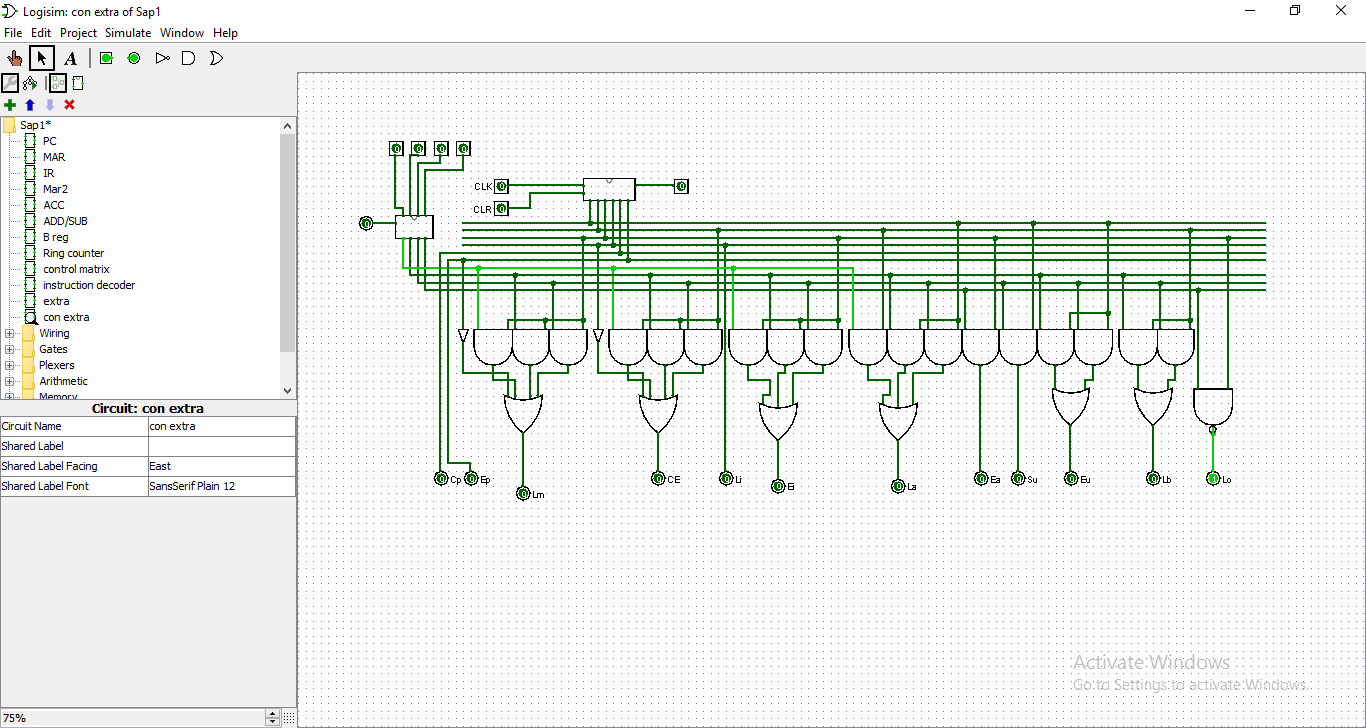 Logisim: con extra of Sap1
File Edit Project Simulate Window Help
A
Sap1*
PC
MAR
IR
Mar2
ACC
ADD/SUB
B reg
Ring counter
control matrix
instruction decoder
extra
con extra
Wiring
Gates
Plexers
Arithmetic
Memory
Circuit: con extra
Circuit Name con extra
Shared Label
Shared Label Facing East
Shared Label Font SansSerif Plain 12
75%
0 0 0 0
CLK 0 0
CLR 0
0
0 Cp 0 Ep 0 CE 0 Li 0 Ea 0 Su 0 Eu 0 Lb 1 Lo
0 Lm 0 Ei 0 La
Activate Windows
Go to Settings to activate Windows.